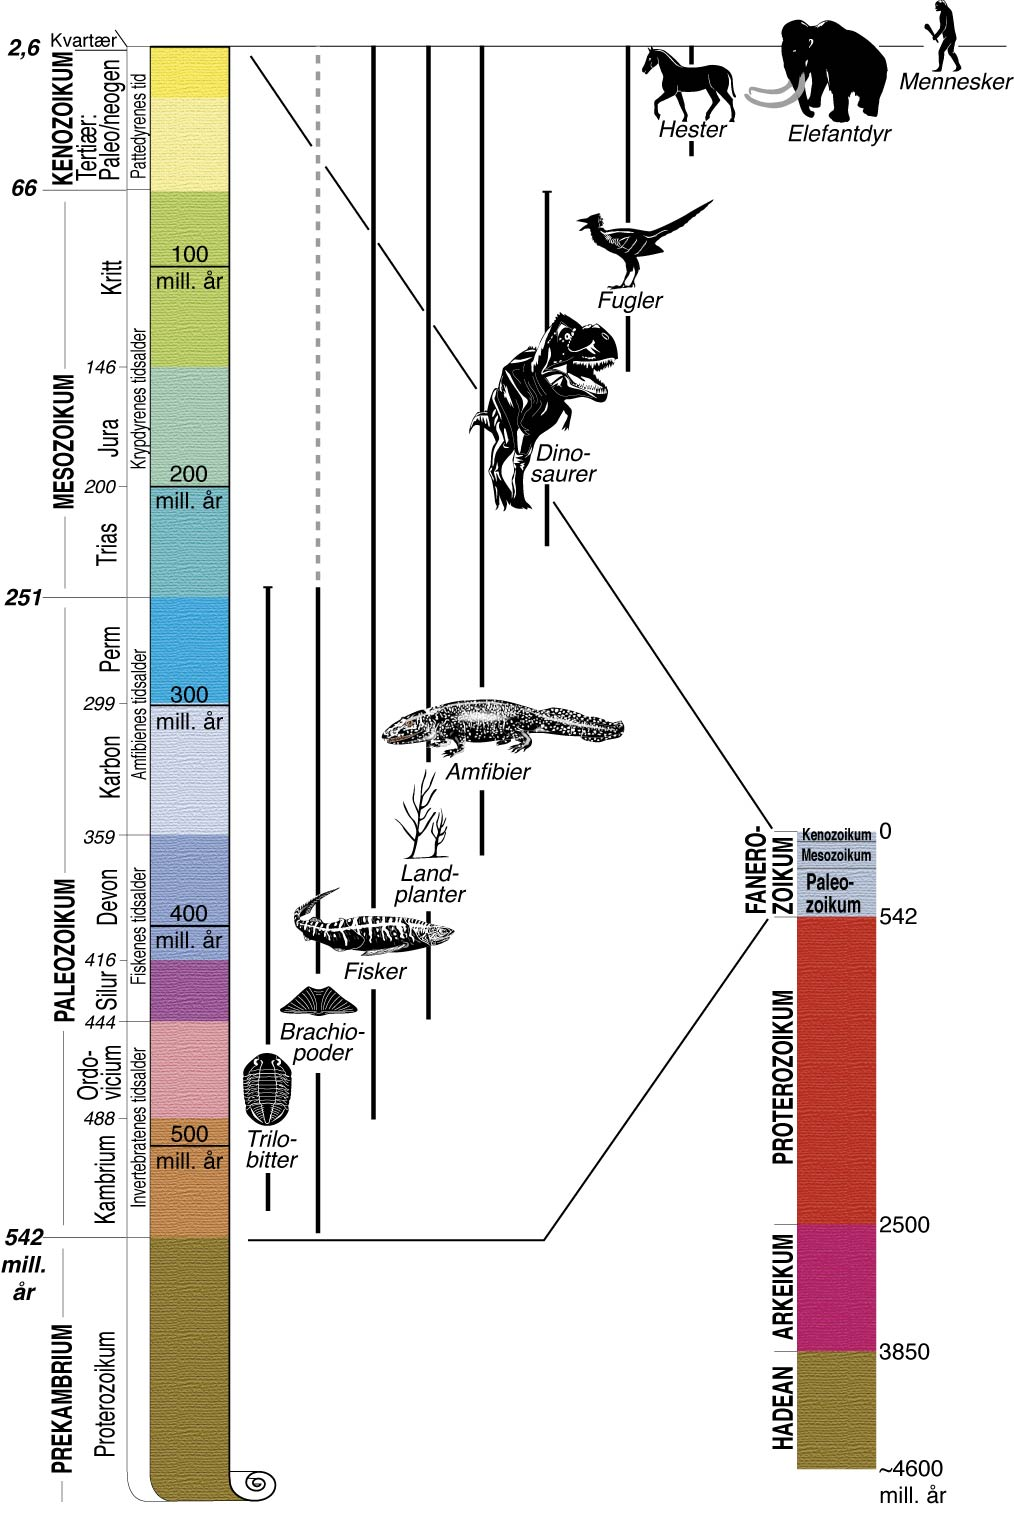 2,6
Kvartær
KENOZOIKUM
Tertiær:
Paleo/neogen
Pattedyrenes tid
66
MESOZOIKUM
Kritt
100
mill. år
146
Krypdyrenes tidsalder
Jura
200
mill. år
200
Trias
251
PALEOZOIKUM
Perm
299
300
mill. år
Amfibienes tidsalder
Karbon
359
Devon
400
mill. år
Fiskenes tidsalder
416
Silur
444
Ordo-
vicium
488
Invertebratenes tidsalder
500
mill. år
Kambrium
542
mill.
år
PREKAMBRIUM
Proterozoikum
Mennesker
Elefantdyr
Hester
Fugler
Dino-
saurer
Amfibier
Land-
planter
Fisker
Brachio-
poder
Trilo-
bitter
FANERO-
ZOIKUM
Kenozoikum
0
Mesozoikum
Paleo-
zoikum
542
PROTEROZOIKUM
2500
ARKEIKUM
3850
HADEAN
~4600
mill. år